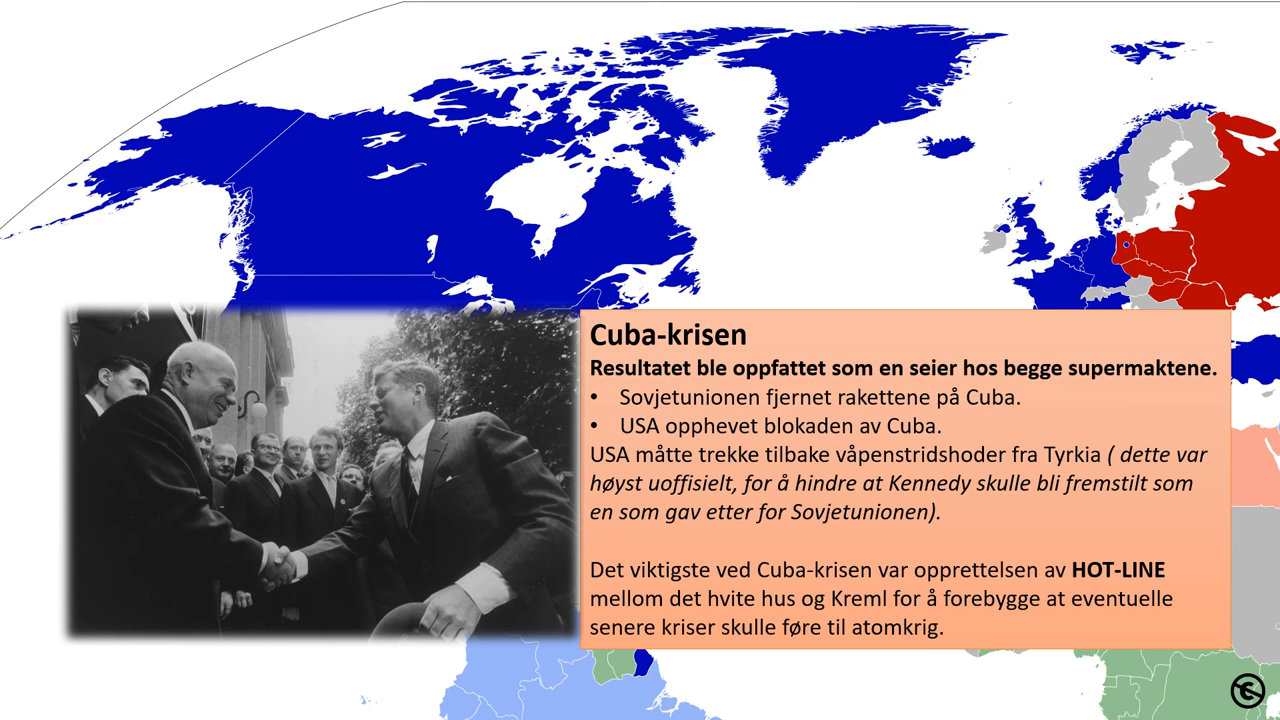 Cuba-krisen
Resultatet ble oppfattet som en seier hos begge supermaktene.
• Sovjetunionen fjernet rakettene på Cuba.
• USA opphevet blokaden av Cuba.
USA måtte trekke tilbake våpenstridshoder fra Tyrkia ( dette var
høyst uoffisielt, for å hindre at Kennedy skulle bli fremstilt som
en som gav etter for Sovjetunionen).
Det viktigste ved Cuba-krisen var opprettelsen av HOT-LINE
mellom det hvite hus og Kreml for å forebygge at eventuelle
senere kriser skulle føre til atomkrig.